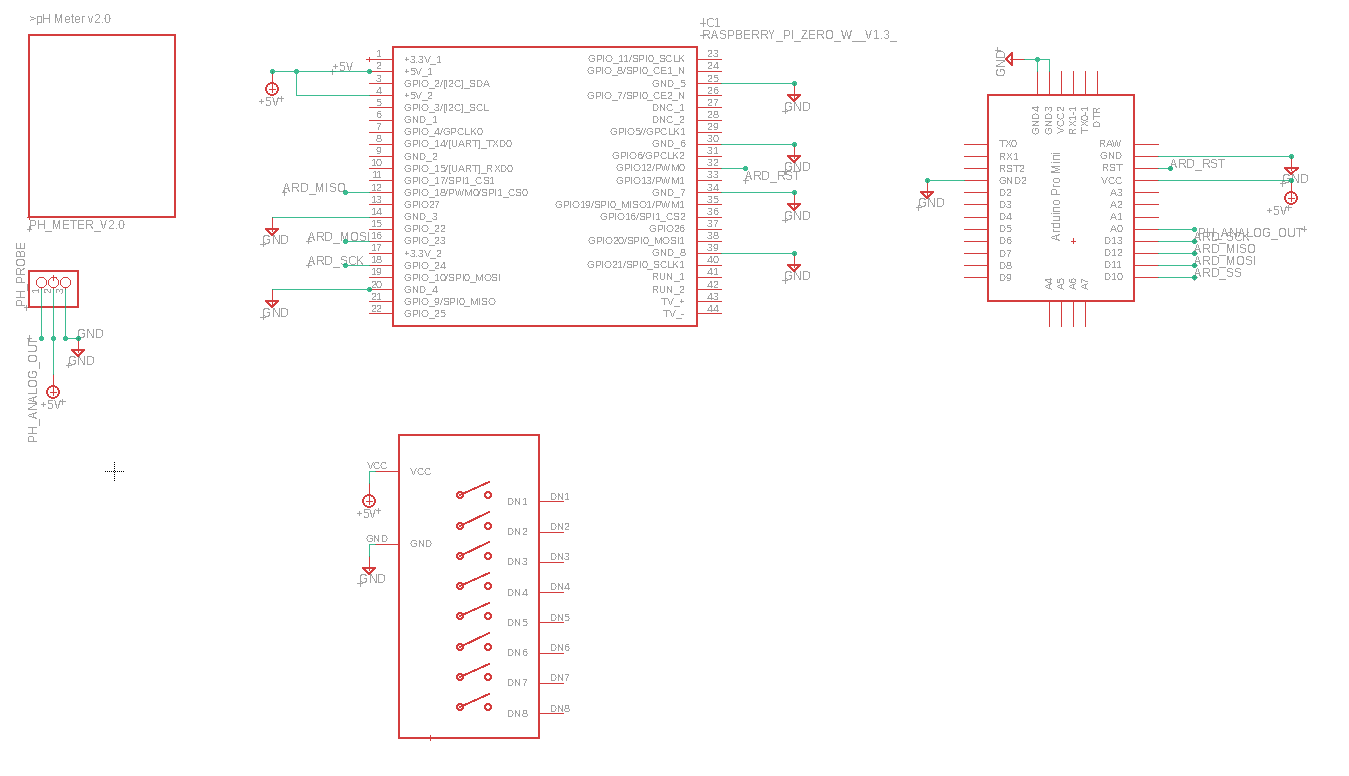 >pH Meter v2.0
PH_METER_V2.0
PH_PROBE
1
2
3
GND
GND
PH_ANALOG_OUT
+5V
C1
RASPBERRY_PI_ZERO_W__V1.3_
+5V
+5V
1 +3.3V_1
2 +5V_1
3 GPIO_2/[I2C]_SDA
4 +5V_2
5 GPIO_3/[I2C]_SCL
6 GND_1
7 GPIO_4/GPCLK0
8 GPIO_14/[UART]_TXD0
9 GND_2
10 GPIO_15/[UART]_RXD0
11 GPIO_17/SPI1_CS1
ARD_MISO 12 GPIO_18/PWMO/SPI1_CS0
13 GPIO27
14 GND_3
GND
15 GPIO_22
ARD_MOSI 16 GPIO_23
17 +3.3V_2
ARD_SCK 18 GPIO_24
19 GPIO_10/SPI0_MOSI
20 GND_4
GND
21 GPIO_9/SPI0_MISO
22 GPIO_25
GPIO_11/SPI0_SCLK 23
GPIO_8/SPI0_CE1_N 24
GND_5 25
GPIO_7/SPI0_CE2_N 26
GND
DNC_1 27
DNC_2 28
GPIO5//GPCLK1 29
GND_6 30
GPIO6/GPCLK2 31
GND
GPIO12/PWM0 32
ARD_RST
GPIO13/PWM1 33
GND_7 34
GPIO19/SPI0_MISO1/PWM1 35
GND
GPIO16/SPI1_CS2 36
GPIO26 37
GPIO20/SPI0_MOSI1 38
GND_8 39
GPIO21/SPI0_SCLK1 40
GND
RUN_1 41
RUN_2 42
TV_+ 43
TV_- 44
GND
GND4
GND3
VCC2
RX1-1
TX0-1
DTR
Arduino Pro Mini
TX0
RX1
RST2
GND2
GND
D2
D3
D4
D5
D6
D7
D8
D9
A4
A5
A6
A7
RAW
GND
RST ARD_RST
GND
VCC
A3
+5V
A2
A1
A0 PH_ANALOG_OUT
D13 ARD_SCK
D12 ARD_MISO
D11 ARD_MOSI
D10 ARD_SS
VCC VCC
+5V
GND GND
GND
DN1 DN1
DN2 DN2
DN3 DN3
DN4 DN4
DN5 DN5
DN6 DN6
DN7 DN7
DN8 DN8